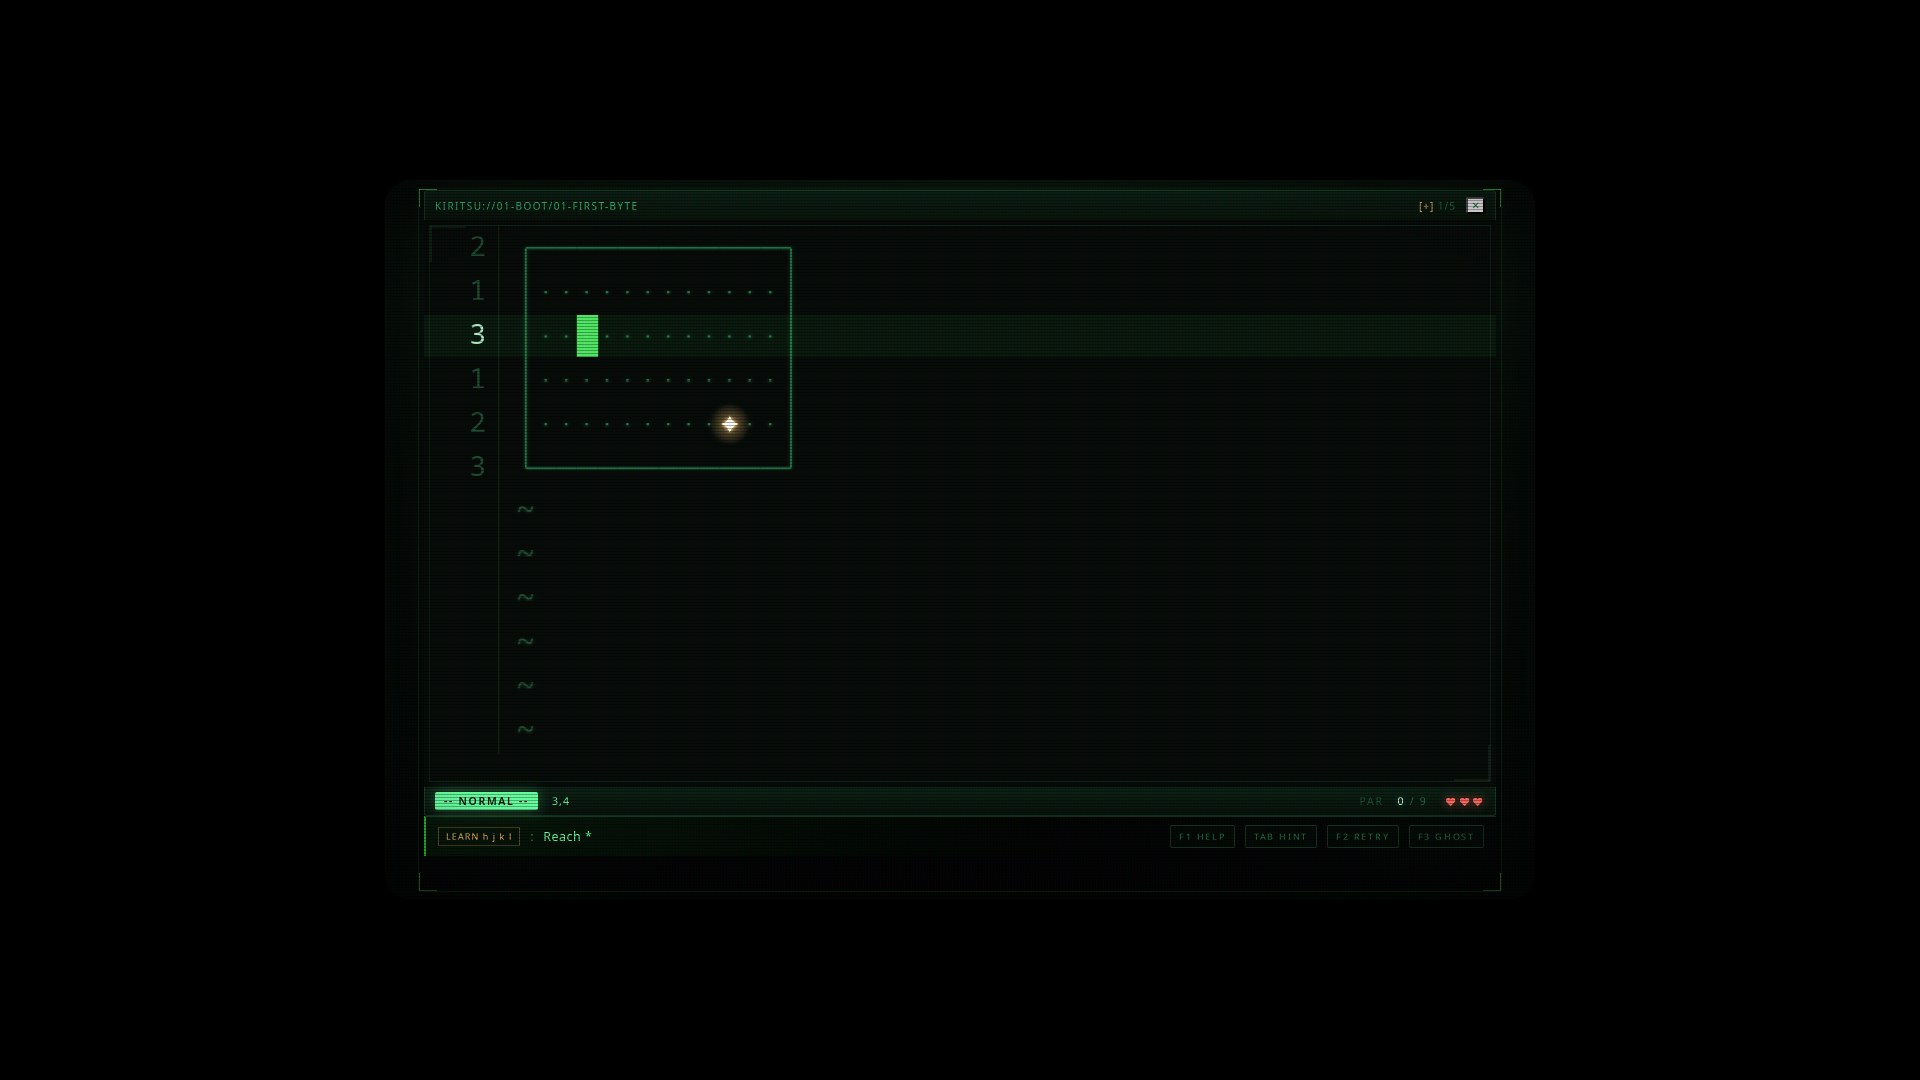 KIRITSU://01-BOOT/01-FIRST-BYTE [+] 1/5 ×
2
1 · · · · · · · · · · · ·
3 · · · · · · · · · · ·
1 · · · · · · · · · · · ·
2 · · · · · · · · · · ·
3
~
~
~
~
~
~
-- NORMAL -- 3,4 PAR 0 / 9 ♥♥♥
LEARN h j k l : Reach * F1 HELP TAB HINT F2 RETRY F3 GHOST